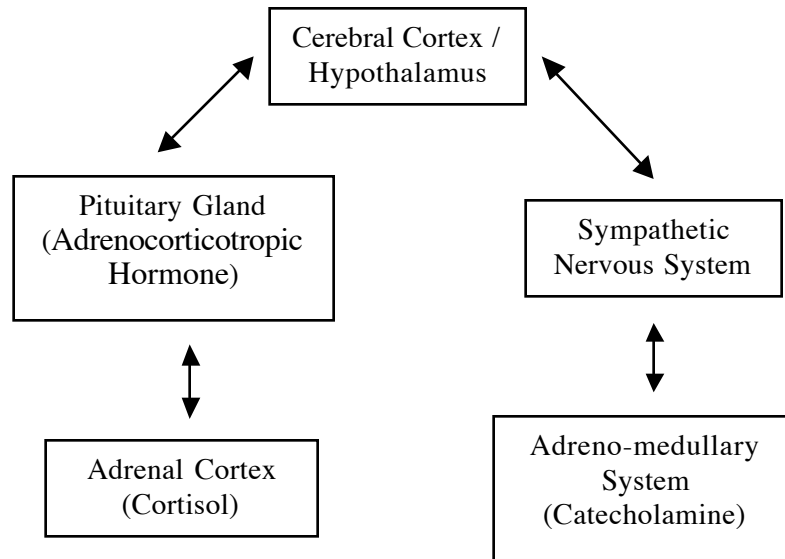 Cerebral Cortex /
Hypothalamus
Pituitary Gland
(Adrenocorticotropic
Hormone)
Sympathetic
Nervous System
Adrenal Cortex
(Cortisol)
Adreno-medullary
System
(Catecholamine)